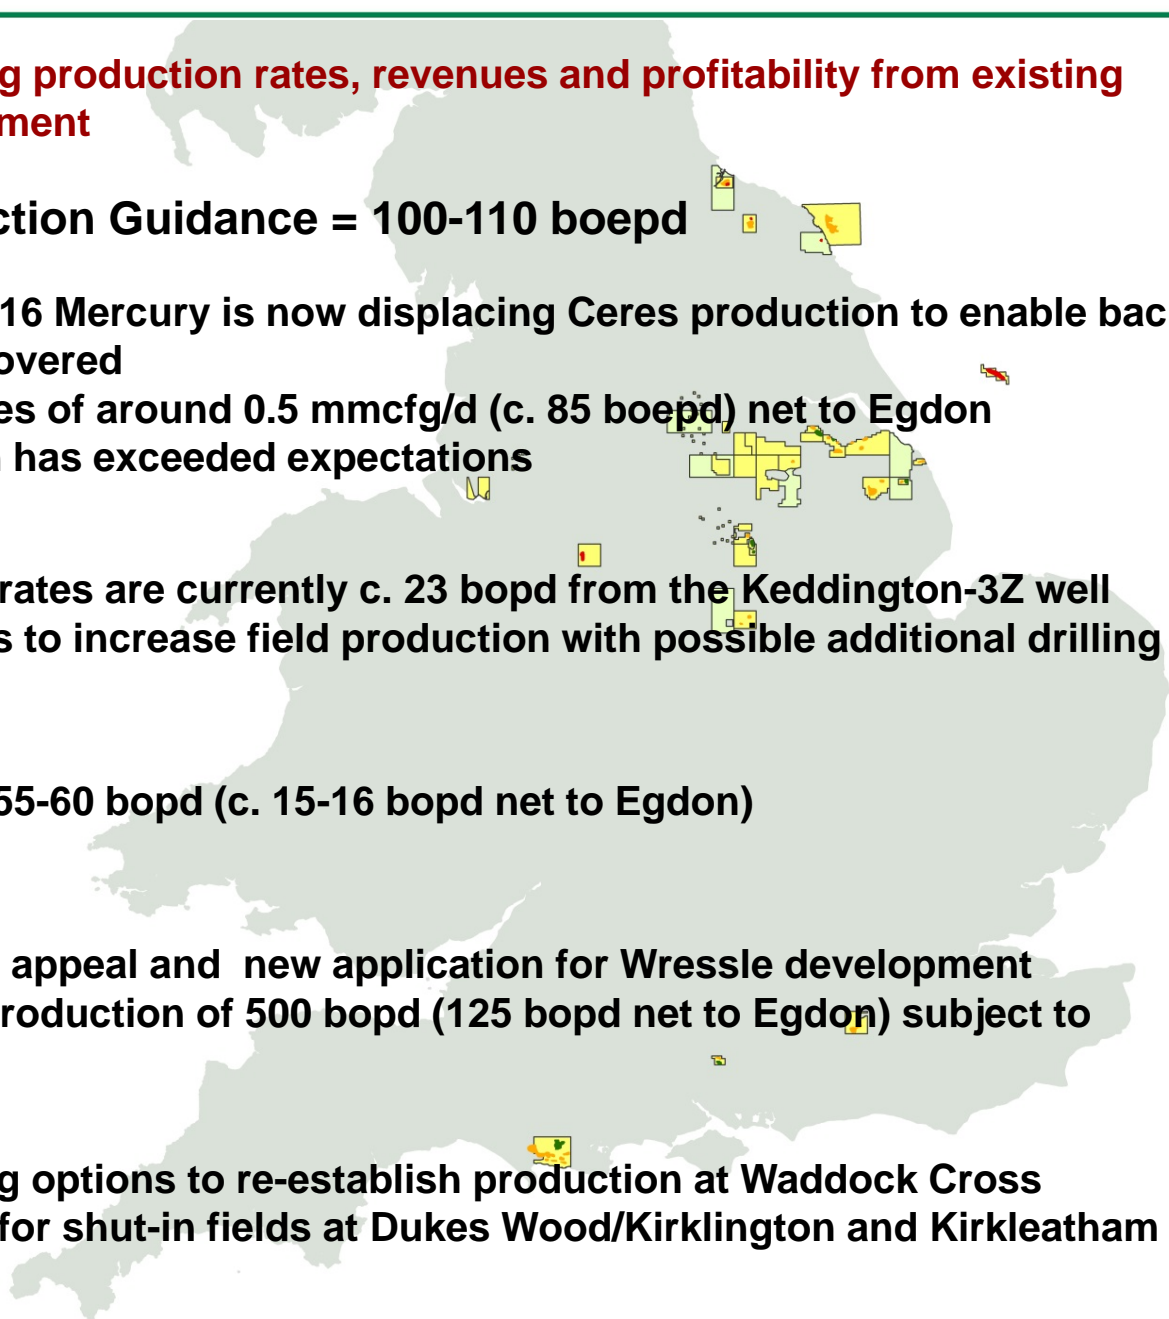 g production rates, revenues and profitability from existing
ment
ction Guidance = 100-110 boepd
16 Mercury is now displacing Ceres production to enable bac
overed
es of around 0.5 mmcfg/d (c. 85 boepd) net to Egdon
n has exceeded expectations
rates are currently c. 23 bopd from the Keddington-3Z well
s to increase field production with possible additional drilling
55-60 bopd (c. 15-16 bopd net to Egdon)
appeal and new application for Wressle development
roduction of 500 bopd (125 bopd net to Egdon) subject to
g options to re-establish production at Waddock Cross
for shut-in fields at Dukes Wood/Kirklington and Kirkleatham